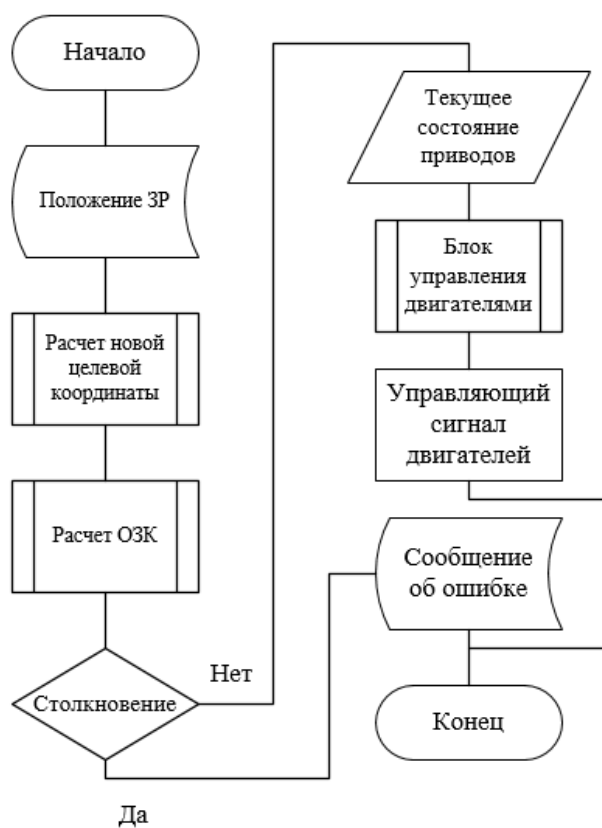 Начало
Положение ЗР
Расчет новой
целевой
координаты
Расчет ОЗК
Столкновение
Нет
Да
Текущее
состояние
приводов
Блок
управления
двигателями
Управляющий
сигнал
двигателей
Сообщение
об ошибке
Конец